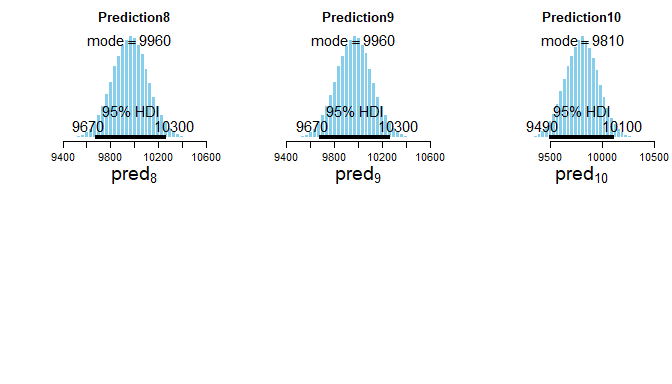 Prediction8
mode = 9960
95% HDI
9670 10300
9400 9800 10200 10600
pred8
Prediction9
mode = 9960
95% HDI
9670 10300
9400 9800 10200 10600
pred9
Prediction10
mode = 9810
95% HDI
9490 10100
9500 10000 10500
pred10